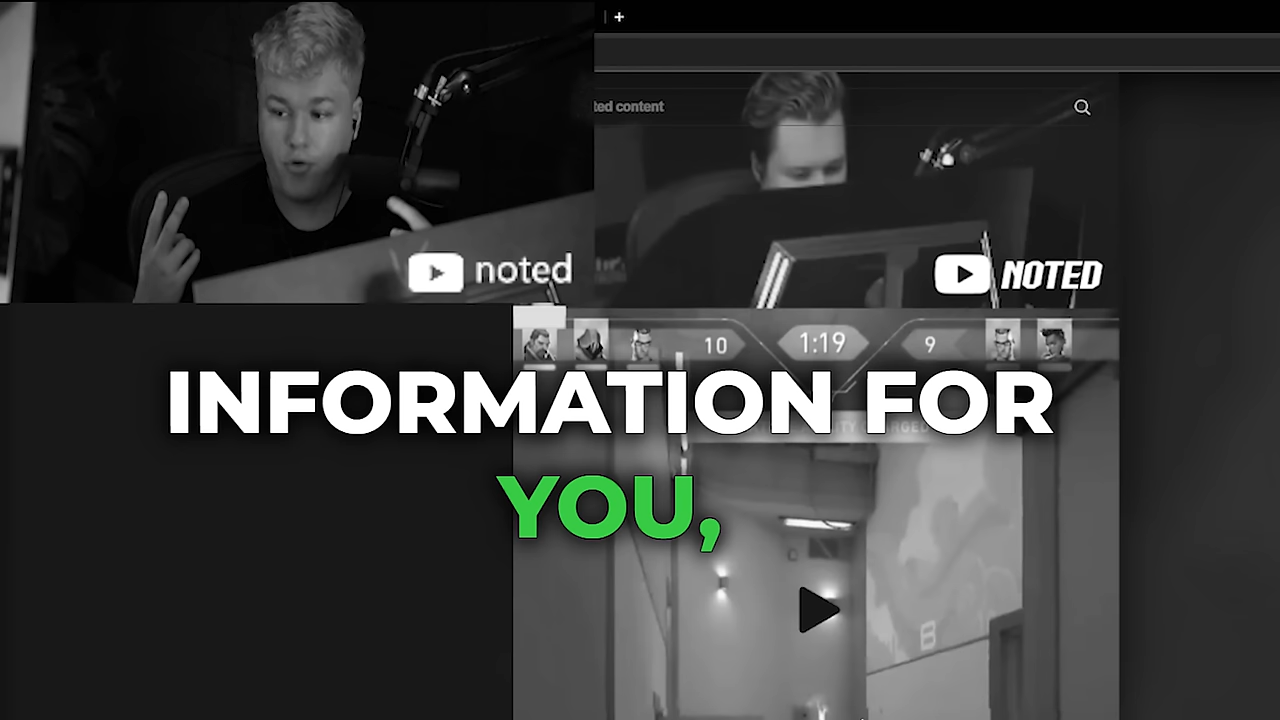 +
ted content
noted
NOTED
10
1:19
9
INFORMATION FOR
YOU,
B